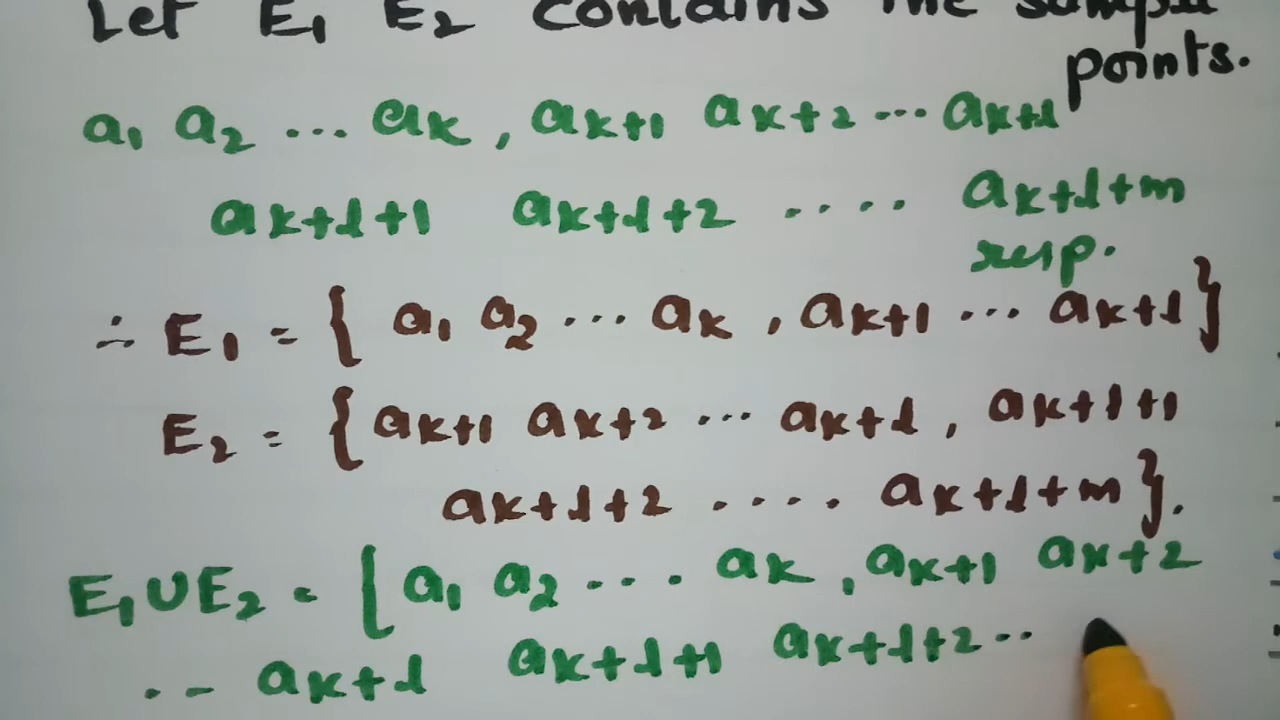 Let E₁ E₂ contains the sample
points.
a₁ a₂ ... aₖ , aₖ₊₁ aₖ₊₂ ... aₖ₊ₗ
aₖ₊ₗ₊₁ aₖ₊ₗ₊₂ .... aₖ₊ₗ₊ₘ
resp.
∴ E₁ = { a₁ a₂ ... aₖ , aₖ₊₁ ... aₖ₊ₗ}
E₂ = {aₖ₊₁ aₖ₊₂ ... aₖ₊ₗ , aₖ₊ₗ₊₁
aₖ₊ₗ₊₂ .... aₖ₊ₗ₊ₘ}.
E₁UE₂ = { a₁ a₂ ... aₖ , aₖ₊₁ aₖ₊₂
.. aₖ₊ₗ aₖ₊ₗ₊₁ aₖ₊ₗ₊₂ ..